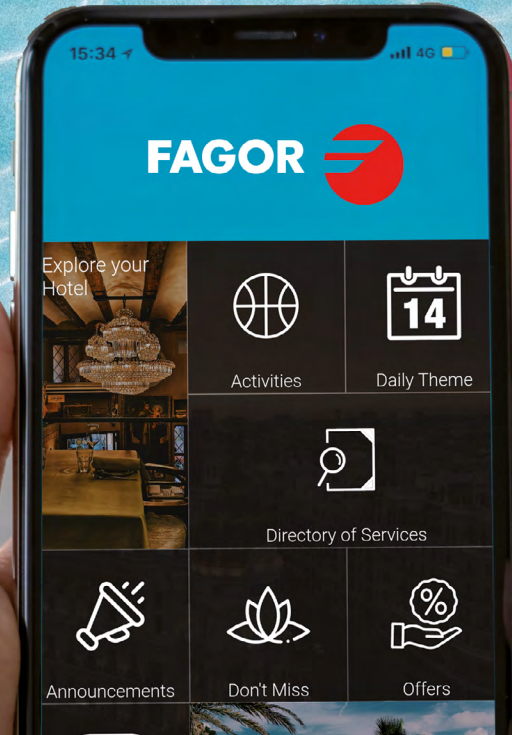 15:34
4G
FAGOR
Explore your
Hotel
14
Activities
Daily Theme
Directory of Services
%
Announcements
Don't Miss
Offers